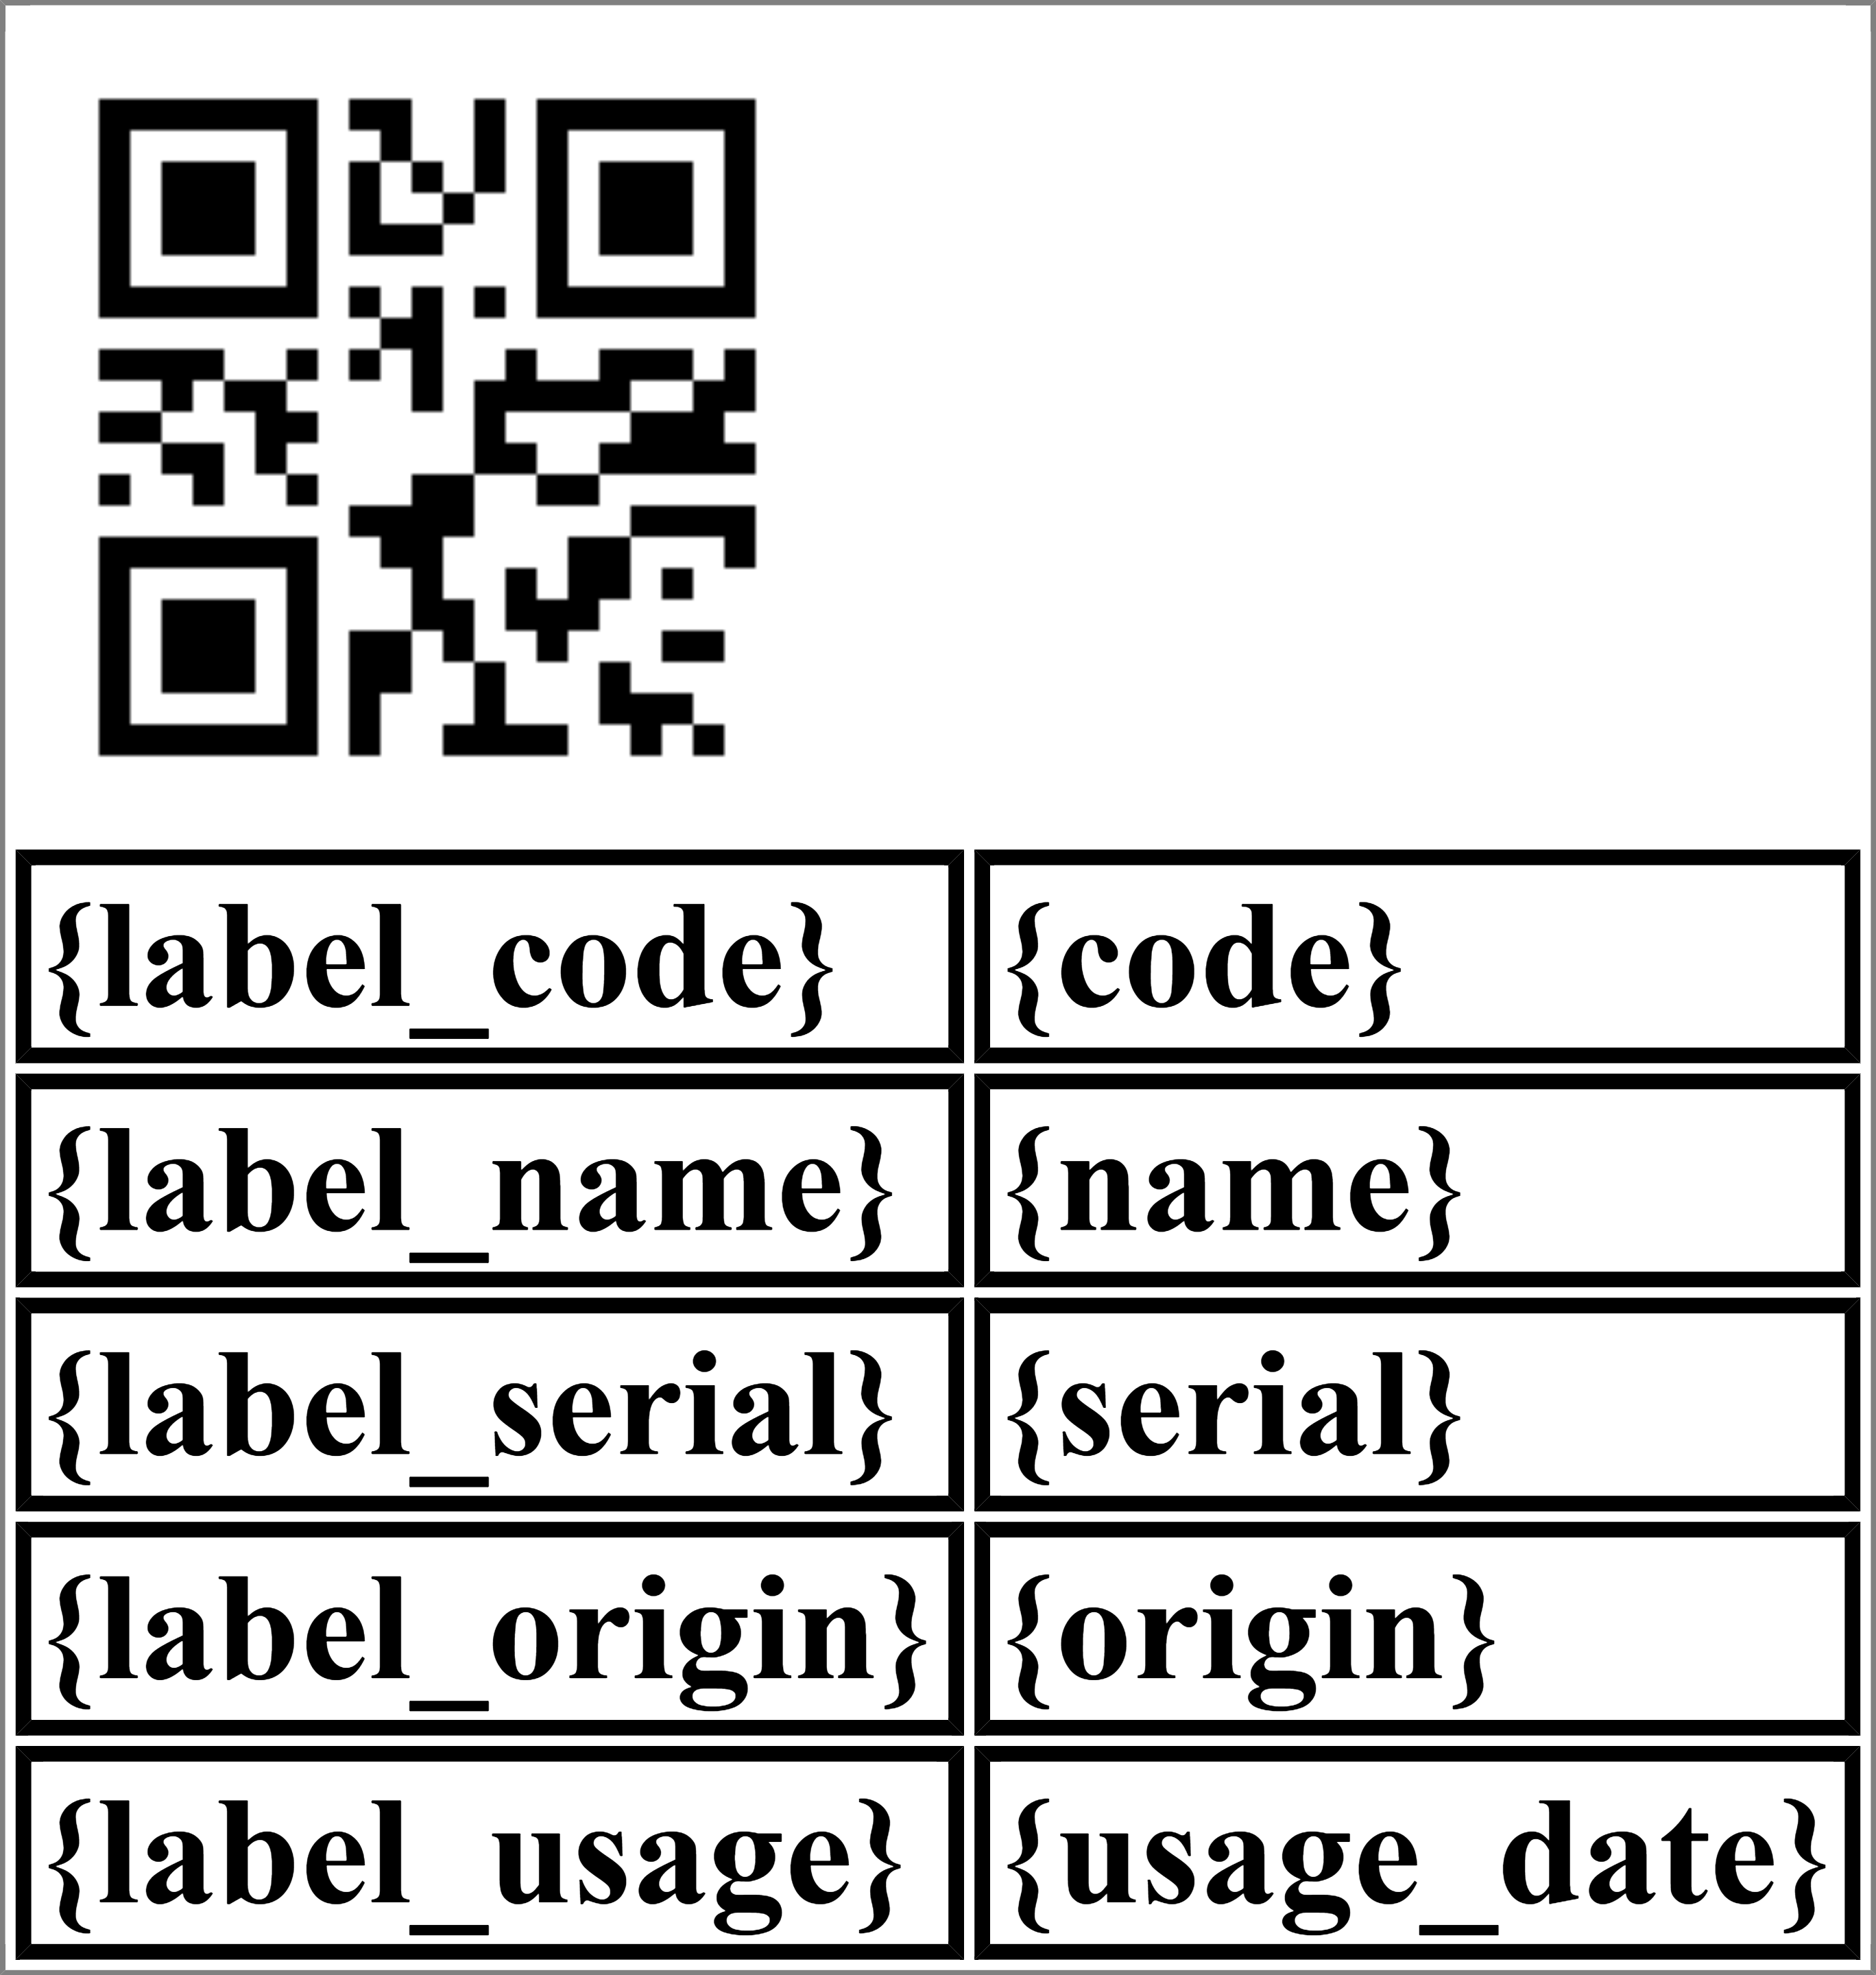 {label_code} {code}
{label_name} {name}
{label_serial} {serial}
{label_origin} {origin}
{label_usage} {usage_date}